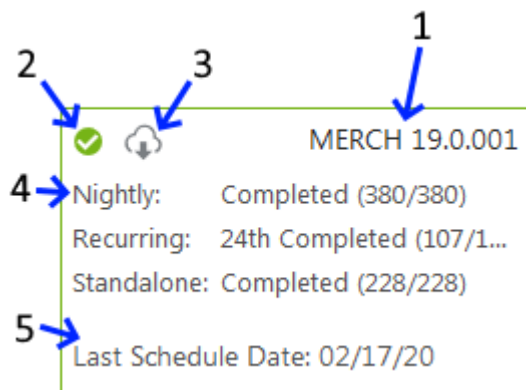 1
2
3
MERCH 19.0.001
4
Nightly: Completed (380/380)
Recurring: 24th Completed (107/1...
Standalone: Completed (228/228)
5
Last Schedule Date: 02/17/20